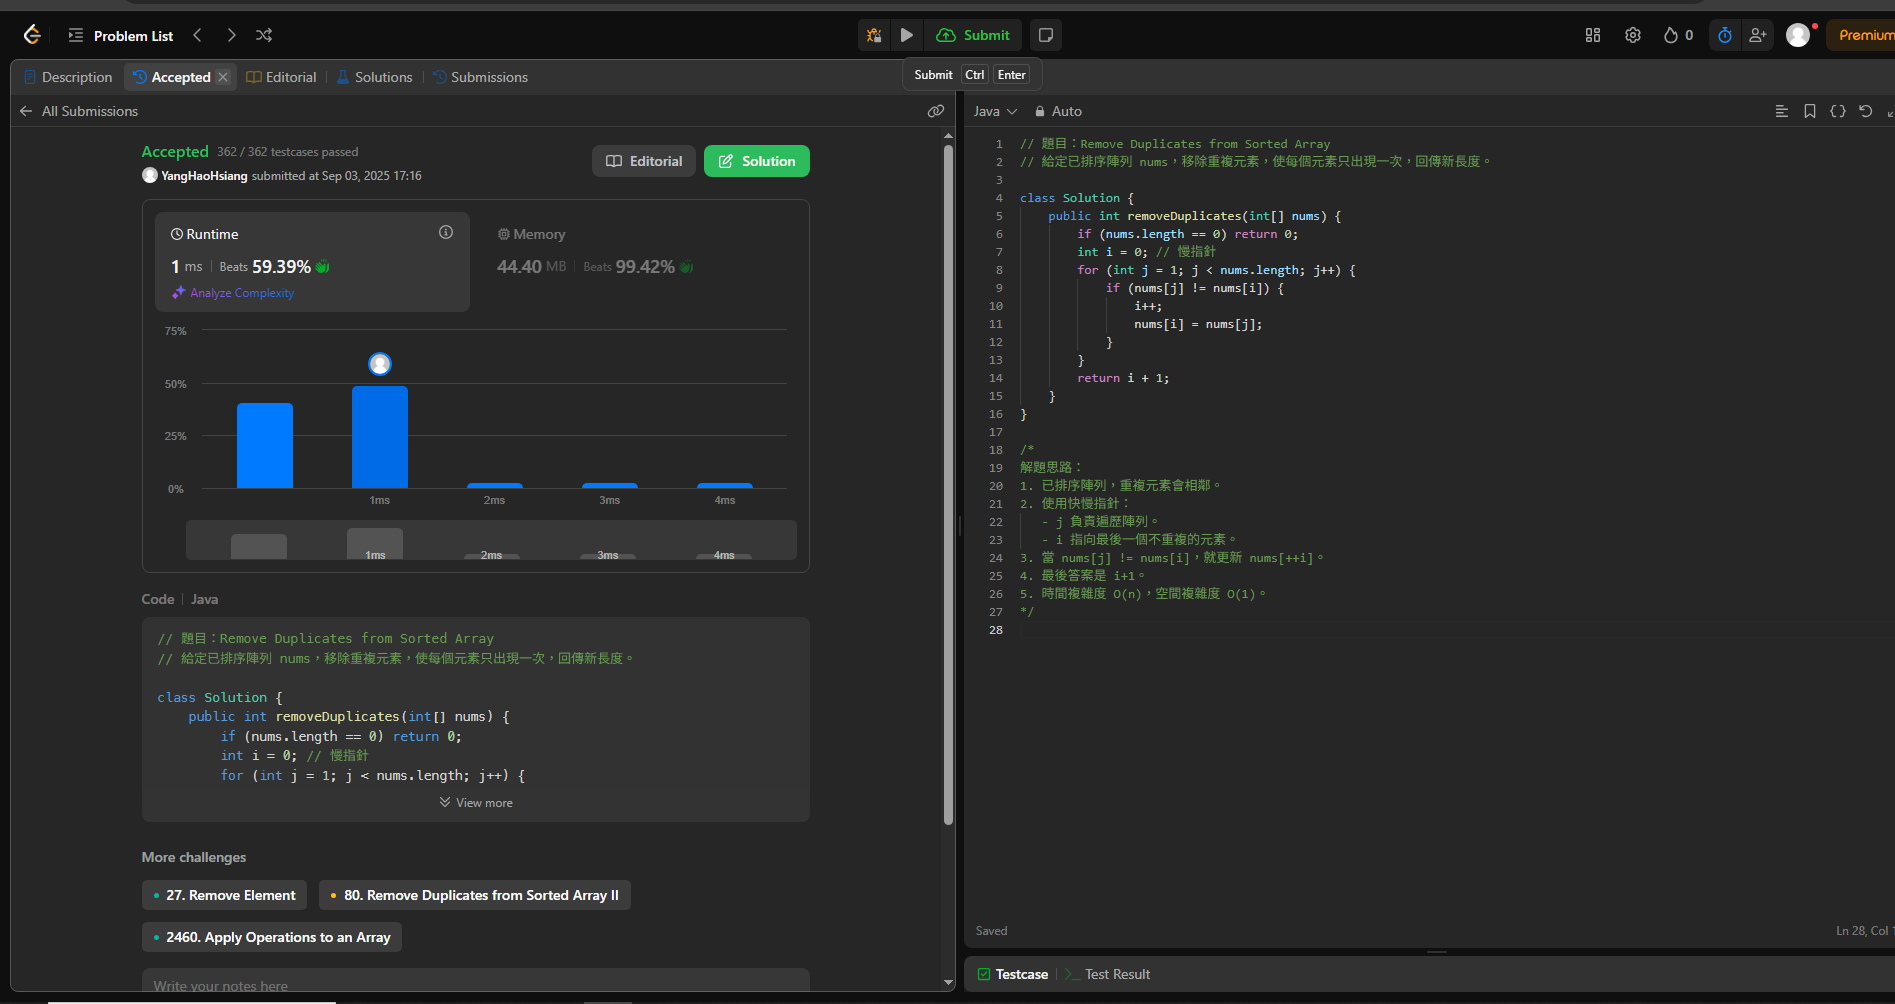 Problem List
Submit
0
Premium
Description
Accepted
Editorial
Solutions
Submissions
Submit Ctrl Enter
All Submissions
Accepted 362 / 362 testcases passed
YangHaoHsiang submitted at Sep 03, 2025 17:16
Editorial
Solution
Runtime
1 ms Beats 59.39%
Analyze Complexity
Memory
44.40 MB Beats 99.42%
75%
50%
25%
0%
1ms 2ms 3ms 4ms
1ms 2ms 3ms 4ms
Code Java
// 題目：Remove Duplicates from Sorted Array
// 給定已排序陣列 nums，移除重複元素，使每個元素只出現一次，回傳新長度。
class Solution {
public int removeDuplicates(int[] nums) {
if (nums.length == 0) return 0;
int i = 0; // 慢指針
for (int j = 1; j < nums.length; j++) {
View more
More challenges
27. Remove Element
80. Remove Duplicates from Sorted Array II
2460. Apply Operations to an Array
Write your notes here
Java Auto
1 // 題目：Remove Duplicates from Sorted Array
2 // 給定已排序陣列 nums，移除重複元素，使每個元素只出現一次，回傳新長度。
3
4 class Solution {
5 public int removeDuplicates(int[] nums) {
6 if (nums.length == 0) return 0;
7 int i = 0; // 慢指針
8 for (int j = 1; j < nums.length; j++) {
9 if (nums[j] != nums[i]) {
10 i++;
11 nums[i] = nums[j];
12 }
13 }
14 return i + 1;
15 }
16 }
17
18 /*
19 解題思路：
20 1. 已排序陣列，重複元素會相鄰。
21 2. 使用快慢指針：
22 - j 負責遍歷陣列。
23 - i 指向最後一個不重複的元素。
24 3. 當 nums[j] != nums[i]，就更新 nums[++i]。
25 4. 最後答案是 i+1。
26 5. 時間複雜度 O(n)，空間複雜度 O(1)。
27 */
28
Saved
Ln 28, Col 1
Testcase
Test Result